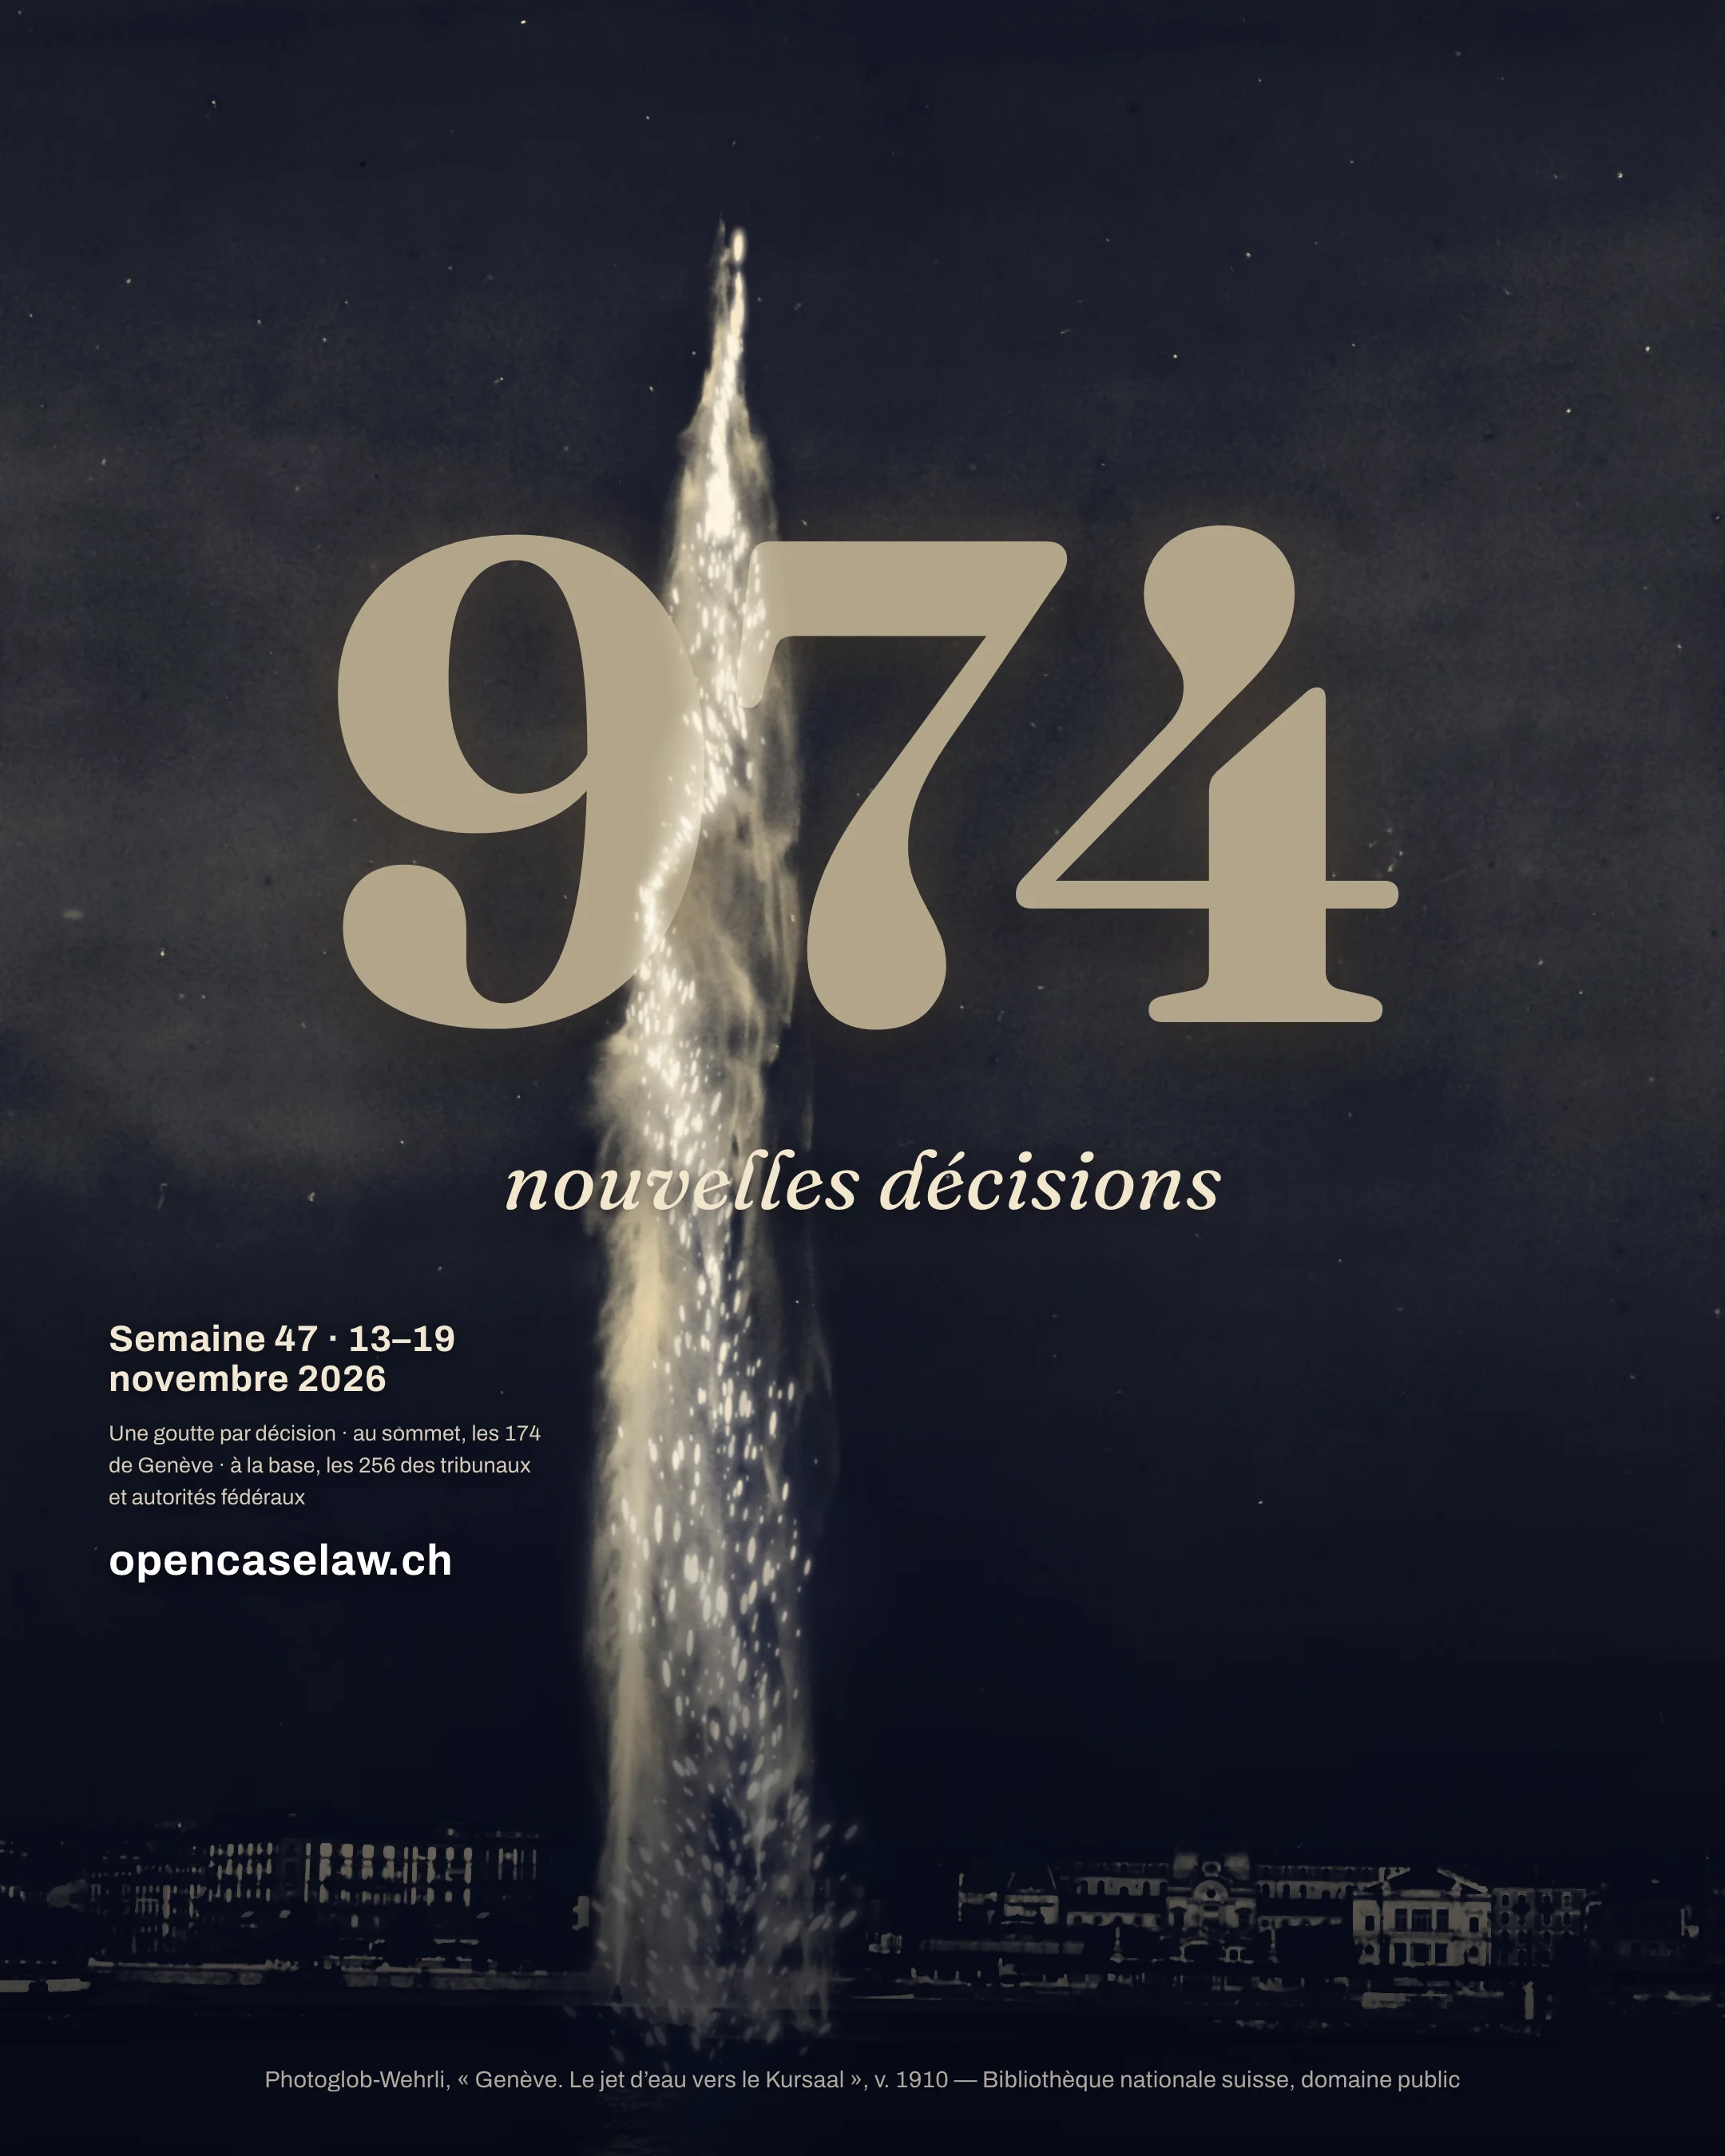 974
nouvelles décisions
Semaine 47 · 13–19
novembre 2026
Une goutte par décision · au sommet, les 174
de Genève · à la base, les 256 des tribunaux
et autorités fédéraux
opencaselaw.ch
Photoglob-Wehrli, « Genève. Le jet d’eau vers le Kursaal », v. 1910 — Bibliothèque nationale suisse, domaine public